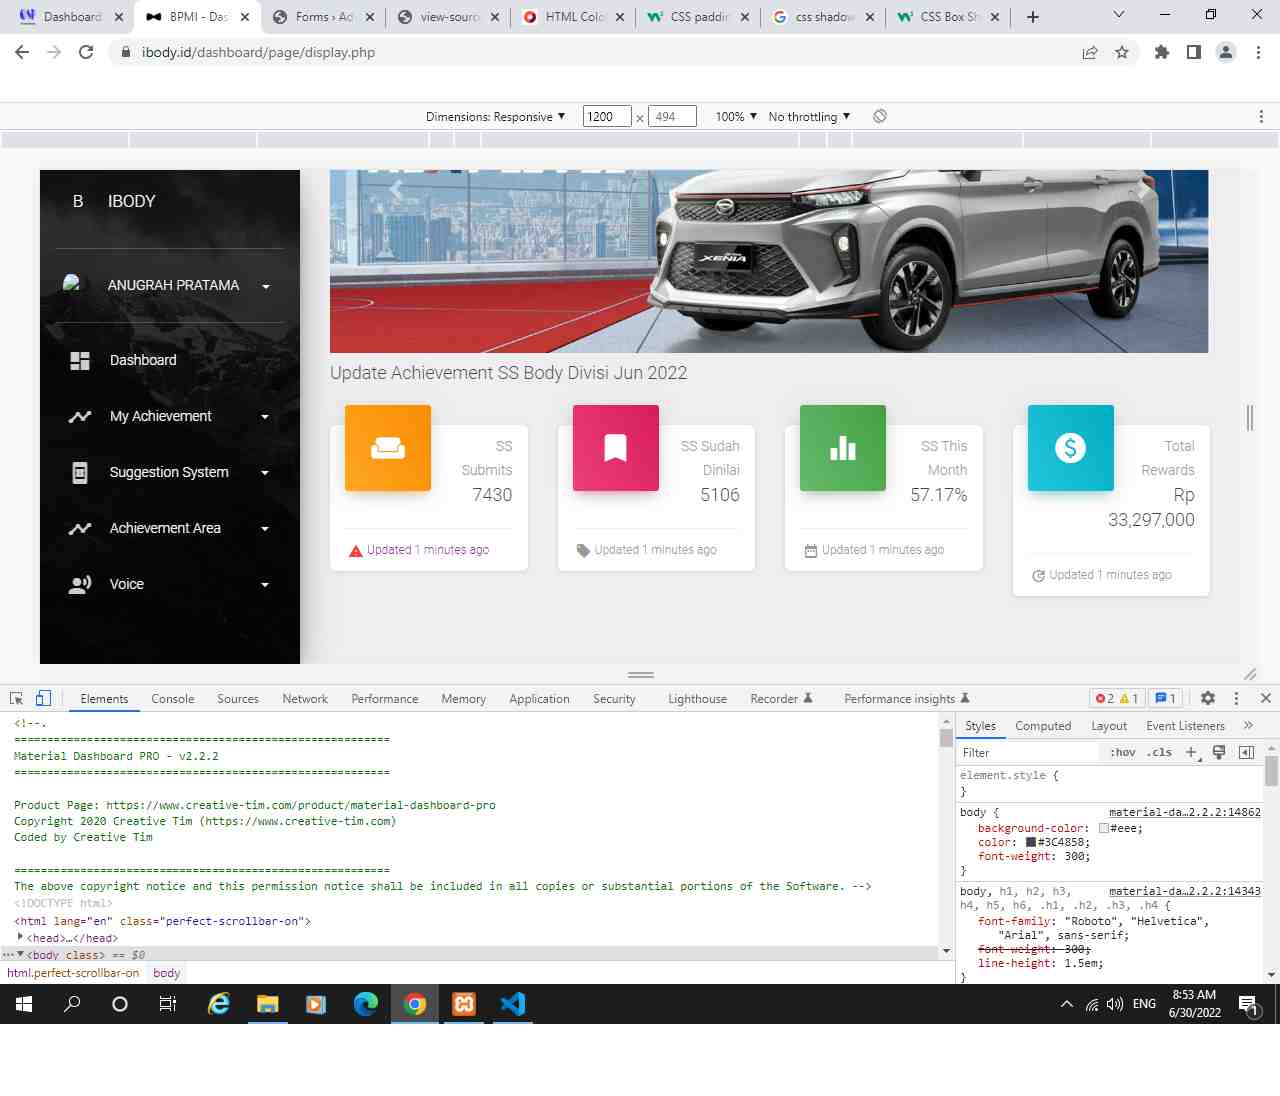 Dashboard
BPMI - Das
Forms › Ad
view-sourc
HTML Colo
CSS paddin
css shadow
CSS Box Sh
ibody.id/dashboard/page/display.php
Dimensions: Responsive ▼ 1200 × 494 100% ▼ No throttling ▼
B IBODY
ANUGRAH PRATAMA
Dashboard
My Achievement
Suggestion System
Achievement Area
Voice
XENIA
Update Achievement SS Body Divisi Jun 2022
SS
Submits
7430
Updated 1 minutes ago
SS Sudah
Dinilai
5106
Updated 1 minutes ago
SS This
Month
57.17%
Updated 1 minutes ago
Total
Rewards
Rp
33,297,000
Updated 1 minutes ago
Elements Console Sources Network Performance Memory Application Security Lighthouse Recorder Performance insights 2 1 1
<!--.
=========================================================
Material Dashboard PRO - v2.2.2
=========================================================
Product Page: https://www.creative-tim.com/product/material-dashboard-pro
Copyright 2020 Creative Tim (https://www.creative-tim.com)
Coded by Creative Tim
=========================================================
The above copyright notice and this permission notice shall be included in all copies or substantial portions of the Software. -->
<!DOCTYPE html>
<html lang="en" class="perfect-scrollbar-on">
<head>…</head>
<body class> == $0
html.perfect-scrollbar-on body
Styles Computed Layout Event Listeners »
Filter :hov .cls +
element.style {
}
body { material-da…2.2.2:14862
background-color: #eee;
color: #3C4858;
font-weight: 300;
}
body, h1, h2, h3, material-da…2.2.2:14343
h4, h5, h6, .h1, .h2, .h3, .h4 {
font-family: "Roboto", "Helvetica",
"Arial", sans-serif;
font-weight: 300;
line-height: 1.5em;
}
ENG
8:53 AM
6/30/2022
1